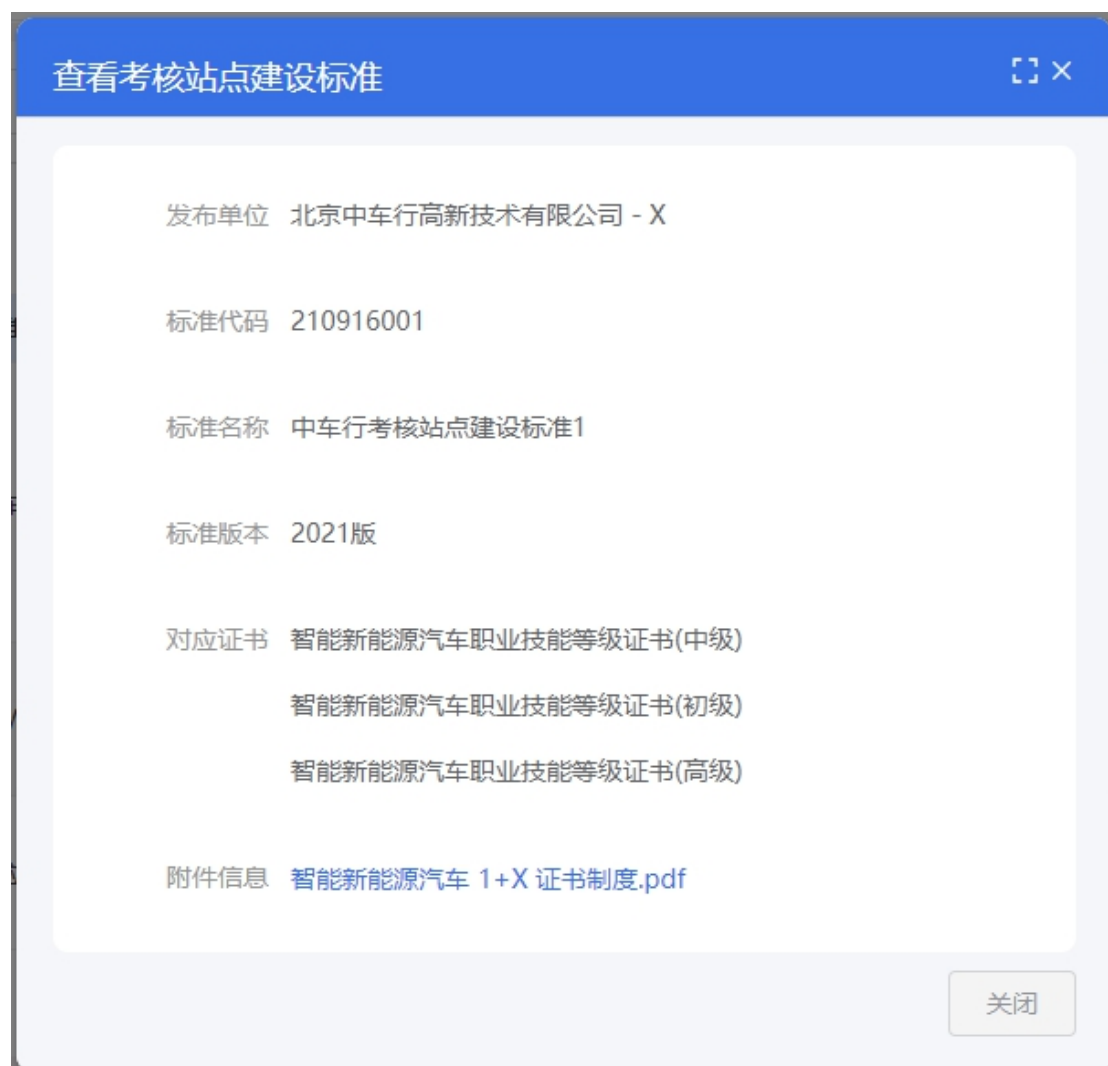 查看考核站点建设标准
发布单位 北京中车行高新技术有限公司 - X
标准代码 210916001
标准名称 中车行考核站点建设标准1
标准版本 2021版
对应证书 智能新能源汽车职业技能等级证书(中级)
智能新能源汽车职业技能等级证书(初级)
智能新能源汽车职业技能等级证书(高级)
附件信息 智能新能源汽车 1+X 证书制度.pdf
关闭